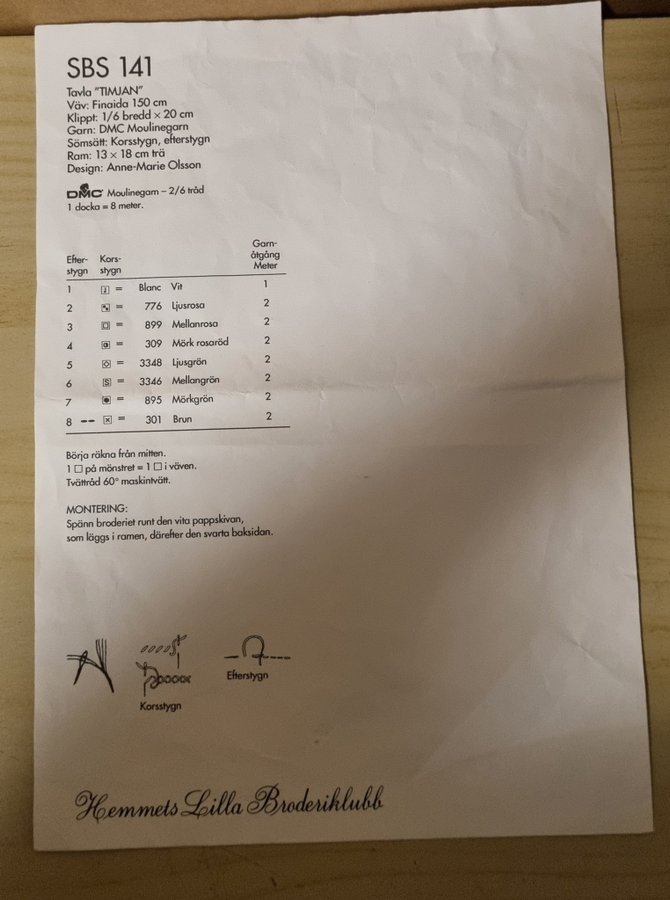 SBS 141
Tavla "TIMJAN"
Väv: Finaida 150 cm
Klippt: 1/6 bredd × 20 cm
Garn: DMC Moulinegarn
Sömsätt: Korsstygn, efterstygn
Ram: 13 × 18 cm trä
Design: Anne-Marie Olsson
DMC Moulinegarn – 2/6 tråd
1 docka = 8 meter.
Efter- Kors- Garn-
stygn stygn åtgång
Meter
1 = Blanc Vit 1
2 = 776 Ljusrosa 2
3 = 899 Mellanrosa 2
4 = 309 Mörk rosaröd 2
5 = 3348 Ljusgrön 2
6 S = 3346 Mellangrön 2
7 = 895 Mörkgrön 2
8 -- x = 301 Brun 2
Börja räkna från mitten.
1 □ på mönstret = 1 □ i väven.
Tvättråd 60° maskintvätt.
MONTERING:
Spänn broderiet runt den vita pappskivan,
som läggs i ramen, därefter den svarta baksidan.
Korsstygn
Efterstygn
Hemmets Lilla Broderiklubb